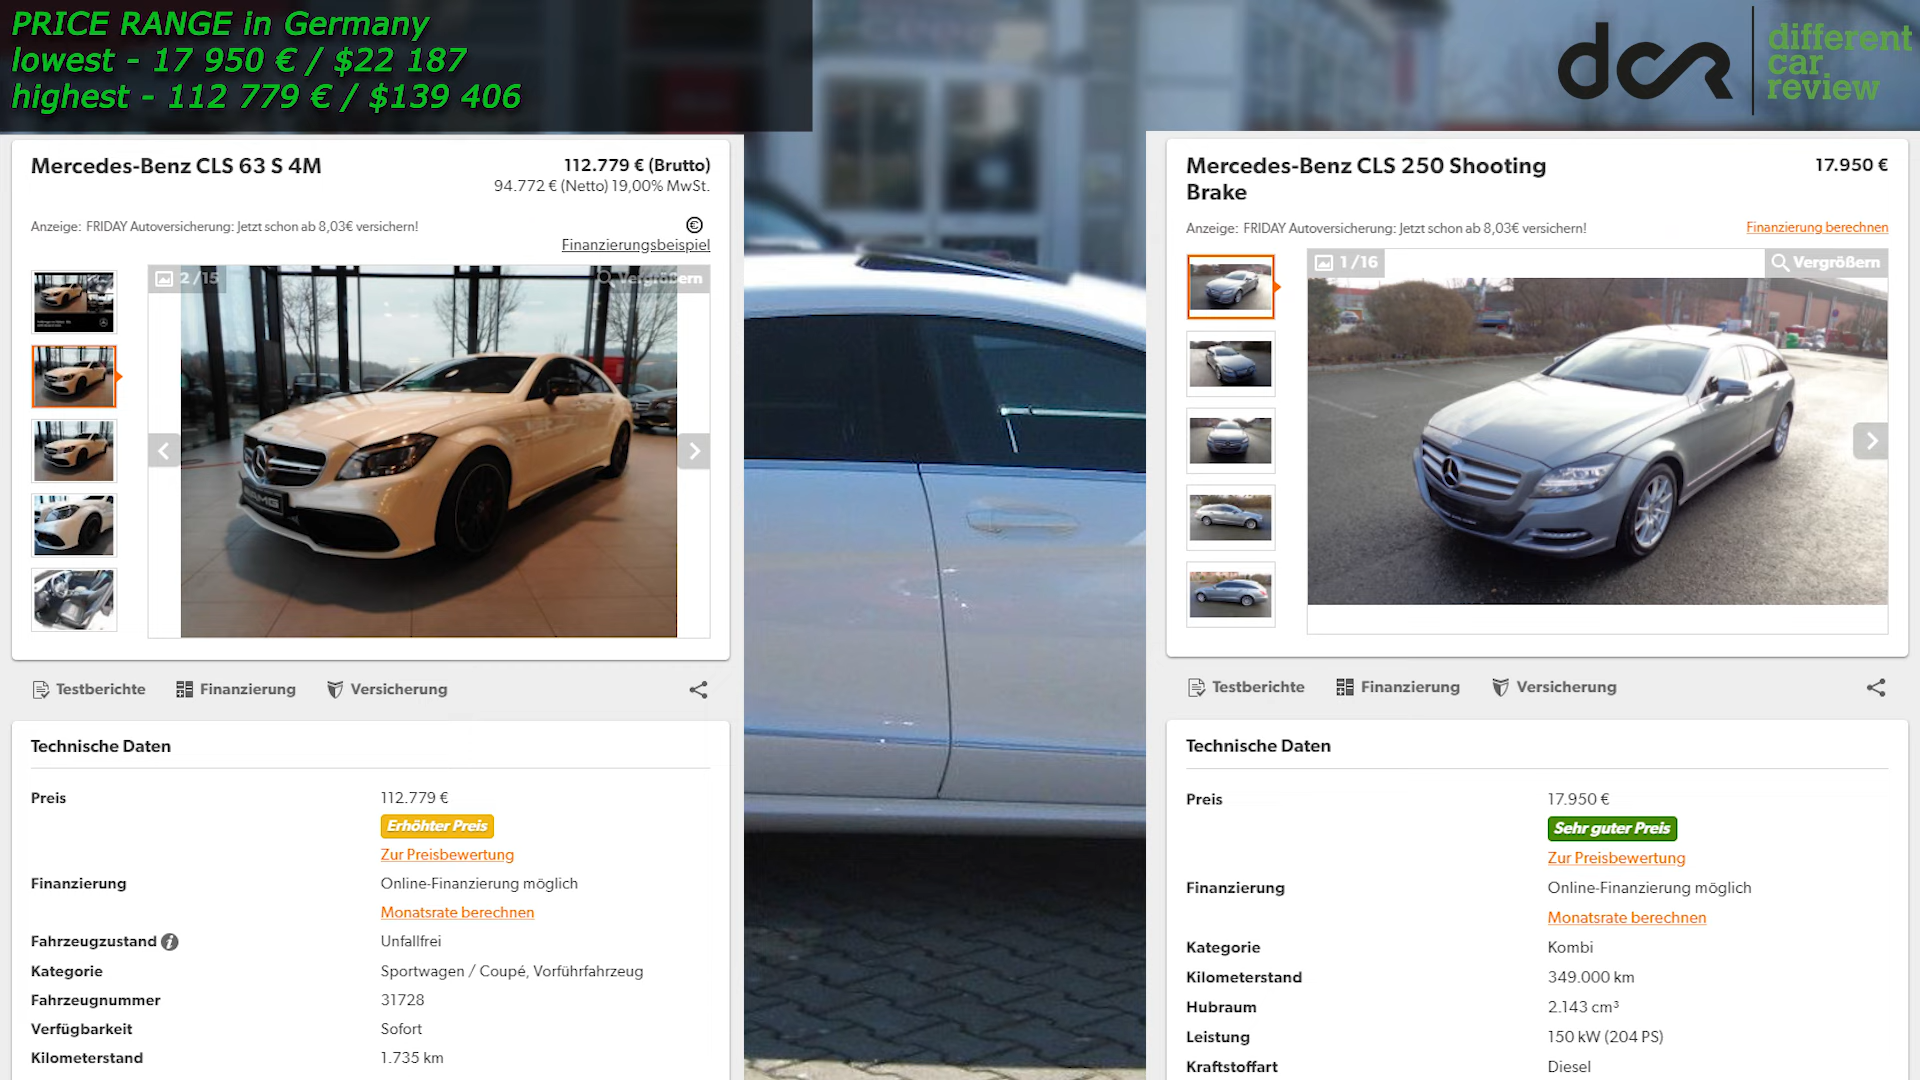 PRICE RANGE in Germany
lowest - 17 950 € / $22 187
highest - 112 779 € / $139 406
dcr
different
car
review
Mercedes-Benz CLS 63 S 4M
112.779 € (Brutto)
94.772 € (Netto) 19,00% MwSt.
Anzeige: FRIDAY Autoversicherung: Jetzt schon ab 8,03€ versichern!
Finanzierungsbeispiel
2 / 15
Vergrößern
AMG
Testberichte
Finanzierung
Versicherung
Technische Daten
Preis
112.779 €
Erhöhter Preis
Zur Preisbewertung
Finanzierung
Online-Finanzierung möglich
Monatsrate berechnen
Fahrzeugzustand
Unfallfrei
Kategorie
Sportwagen / Coupé, Vorführfahrzeug
Fahrzeugnummer
31728
Verfügbarkeit
Sofort
Kilometerstand
1.735 km
Mercedes-Benz CLS 250 Shooting
Brake
17.950 €
Anzeige: FRIDAY Autoversicherung: Jetzt schon ab 8,03€ versichern!
Finanzierung berechnen
1 / 16
Vergrößern
Testberichte
Finanzierung
Versicherung
Technische Daten
Preis
17.950 €
Sehr guter Preis
Zur Preisbewertung
Finanzierung
Online-Finanzierung möglich
Monatsrate berechnen
Kategorie
Kombi
Kilometerstand
349.000 km
Hubraum
2.143 cm³
Leistung
150 kW (204 PS)
Kraftstoffart
Diesel